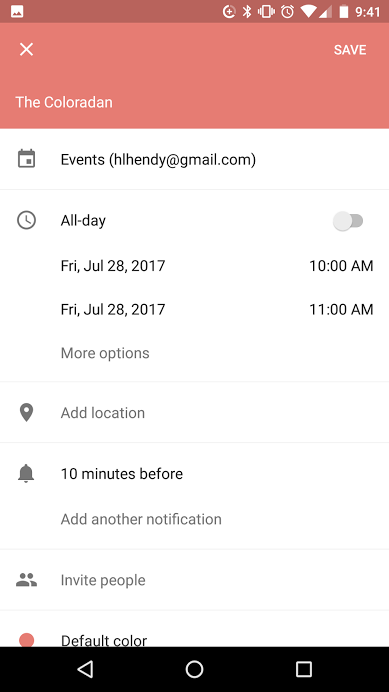 9:41
SAVE
The Coloradan
Events (hlhendy@gmail.com)
All-day
Fri, Jul 28, 2017 10:00 AM
Fri, Jul 28, 2017 11:00 AM
More options
Add location
10 minutes before
Add another notification
Invite people
Default color